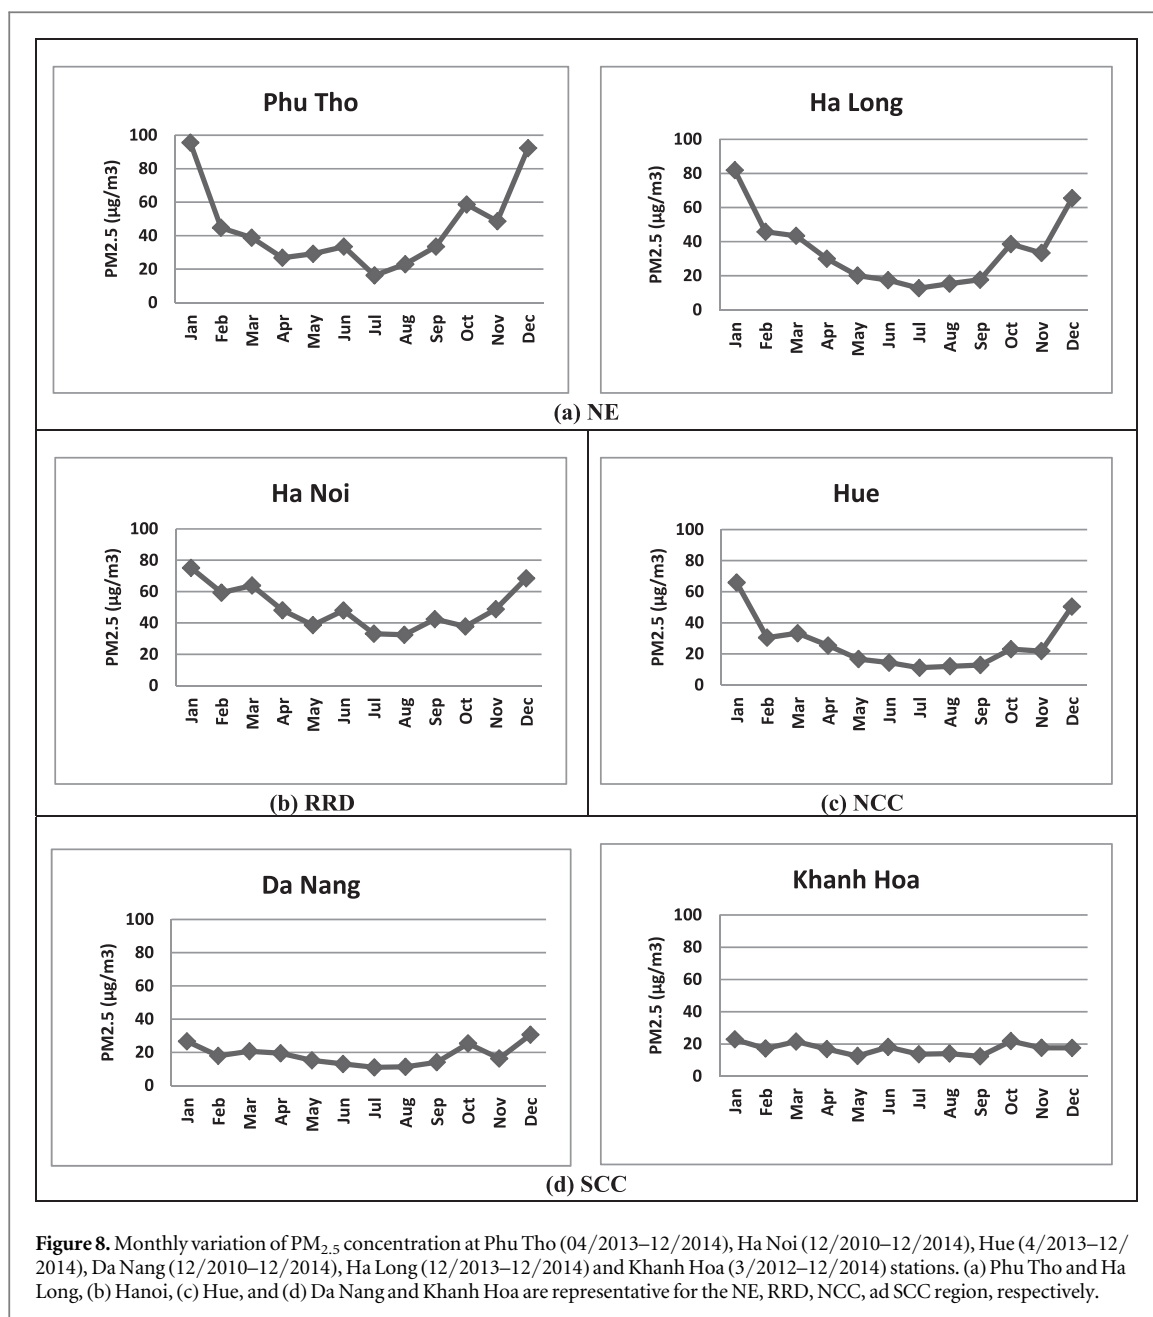 Phu Tho
PM2.5 (µg/m3)
100
80
60
40
20
0
Jan Feb Mar Apr May Jun Jul Aug Sep Oct Nov Dec
Ha Long
PM2.5 (µg/m3)
100
80
60
40
20
0
Jan Feb Mar Apr May Jun Jul Aug Sep Oct Nov Dec
(a) NE
Ha Noi
PM2.5 (µg/m3)
100
80
60
40
20
0
Jan Feb Mar Apr May Jun Jul Aug Sep Oct Nov Dec
(b) RRD
Hue
PM2.5 (µg/m3)
100
80
60
40
20
0
Jan Feb Mar Apr May Jun Jul Aug Sep Oct Nov Dec
(c) NCC
Da Nang
PM2.5 (µg/m3)
100
80
60
40
20
0
Jan Feb Mar Apr May Jun Jul Aug Sep Oct Nov Dec
Khanh Hoa
PM2.5 (µg/m3)
100
80
60
40
20
0
Jan Feb Mar Apr May Jun Jul Aug Sep Oct Nov Dec
(d) SCC
Figure 8. Monthly variation of PM2.5 concentration at Phu Tho (04/2013–12/2014), Ha Noi (12/2010–12/2014), Hue (4/2013–12/
2014), Da Nang (12/2010–12/2014), Ha Long (12/2013–12/2014) and Khanh Hoa (3/2012–12/2014) stations. (a) Phu Tho and Ha
Long, (b) Hanoi, (c) Hue, and (d) Da Nang and Khanh Hoa are representative for the NE, RRD, NCC, ad SCC region, respectively.